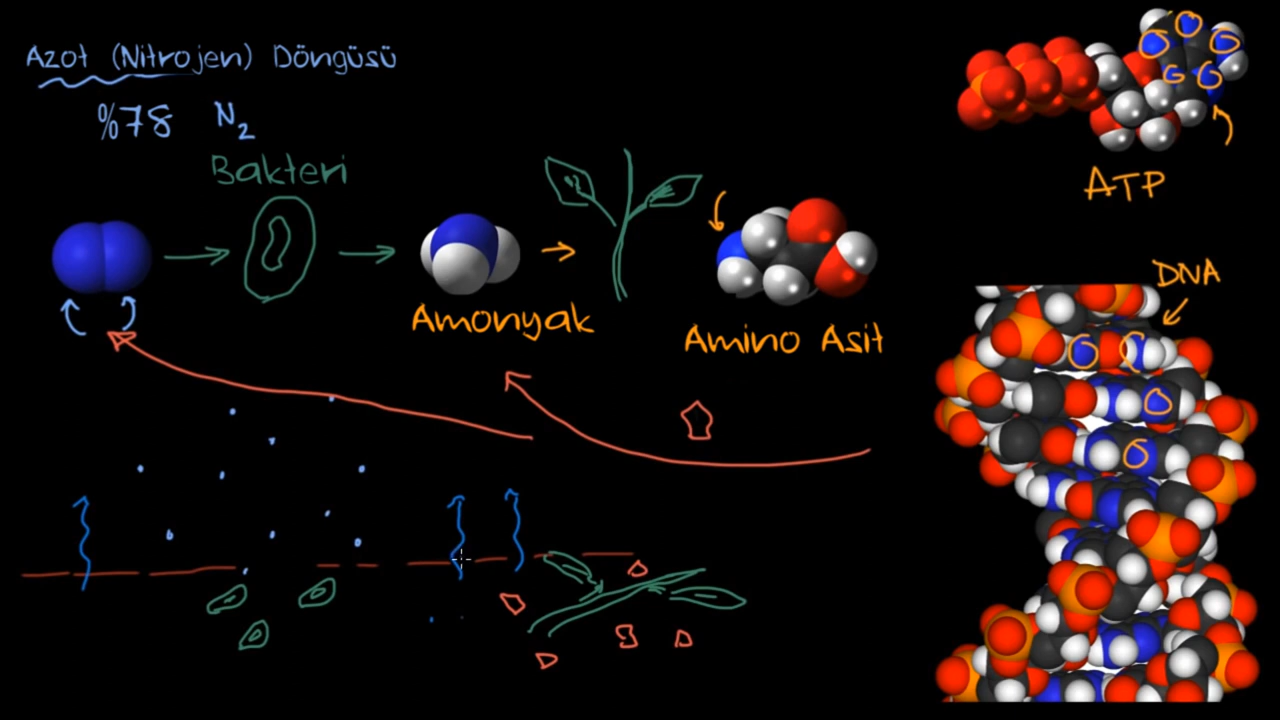 Azot (Nitrojen) Döngüsü
%78 N₂
Bakteri
Amonyak
Amino Asit
ATP
DNA